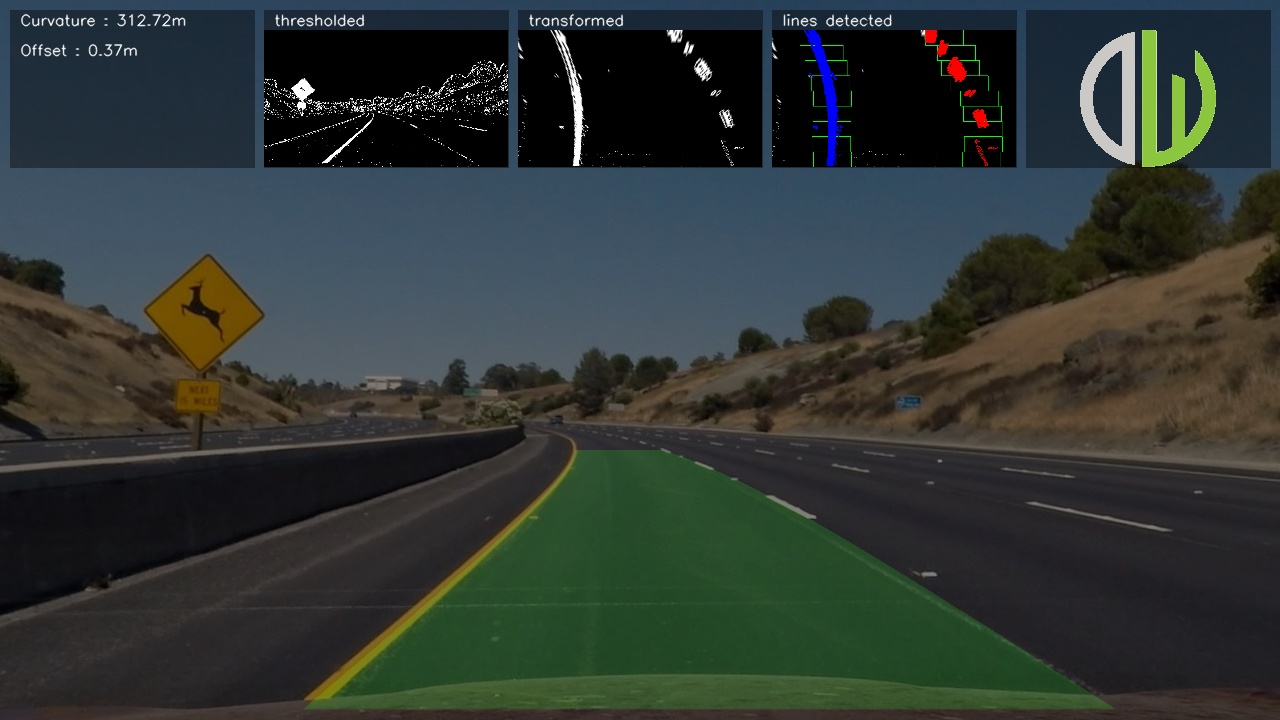 Curvature : 312.72m
Offset : 0.37m
thresholded
transformed
lines detected
NEXT
15 MILES